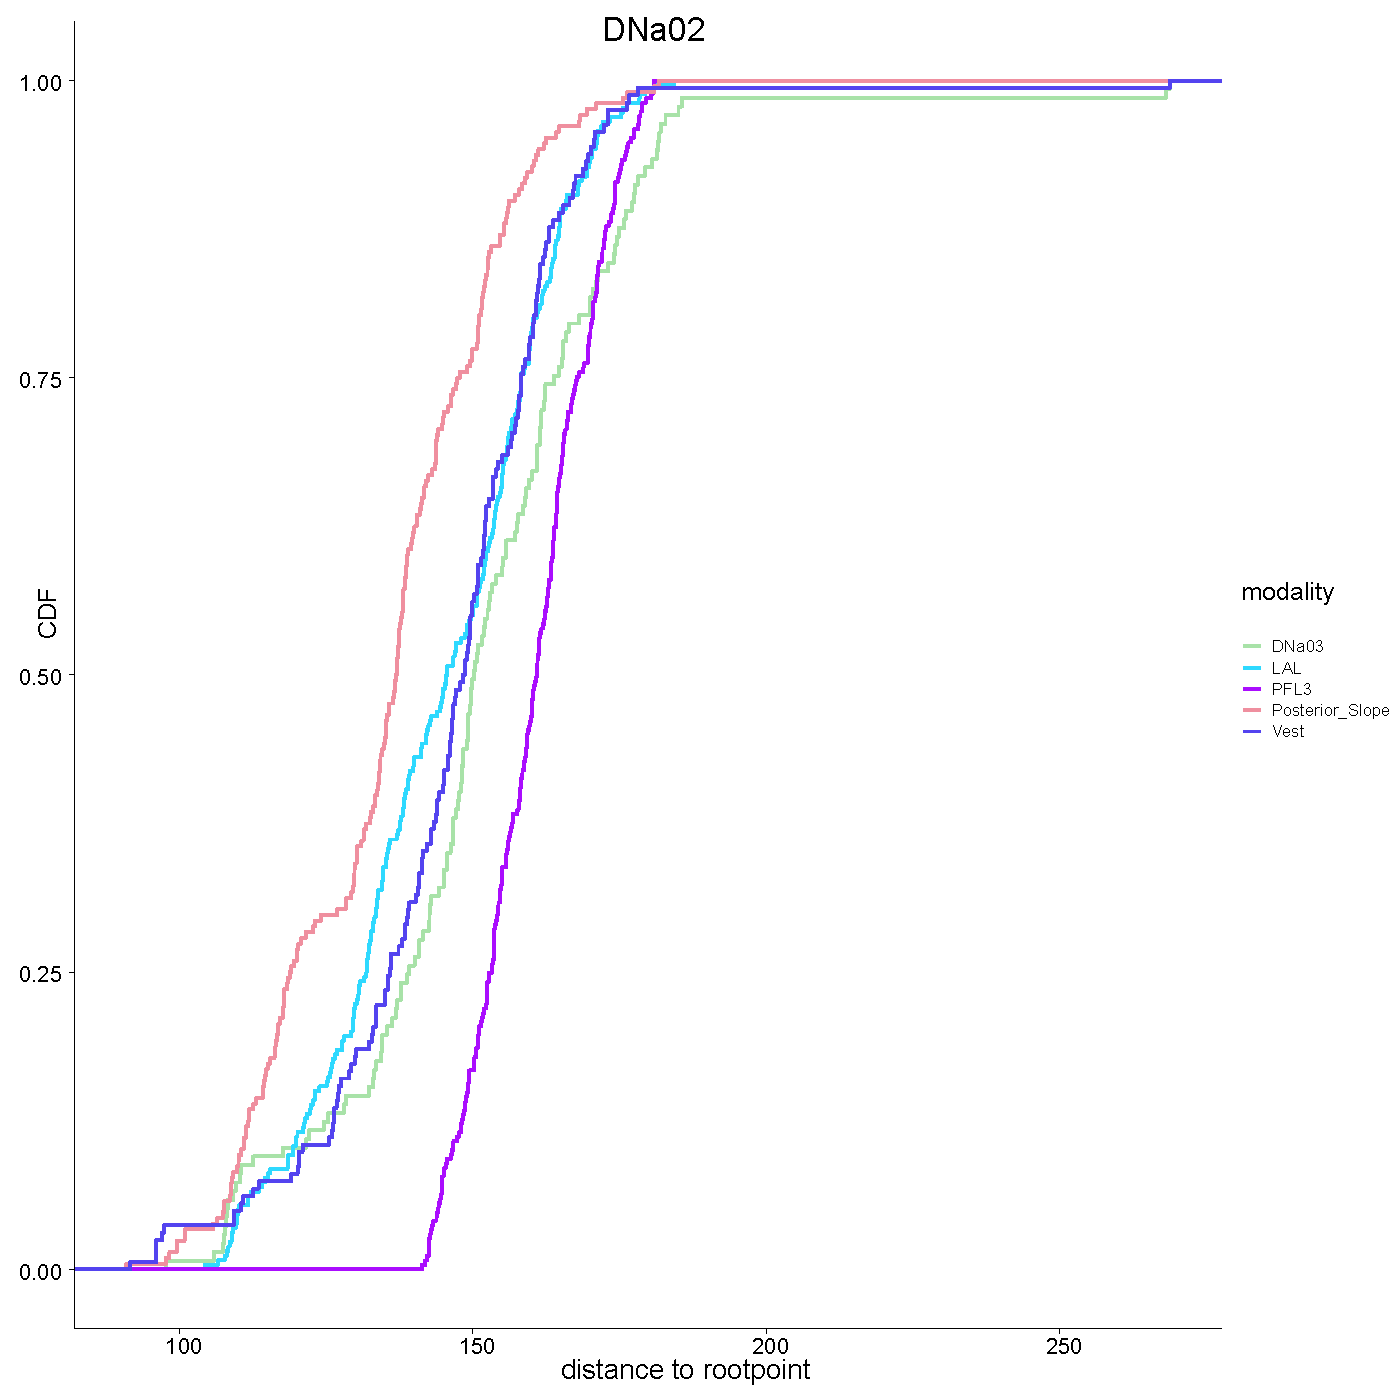 DNa02
1.00
0.75
0.50
0.25
0.00
CDF
100
150
200
250
distance to rootpoint
modality
DNa03
LAL
PFL3
Posterior_Slope
Vest